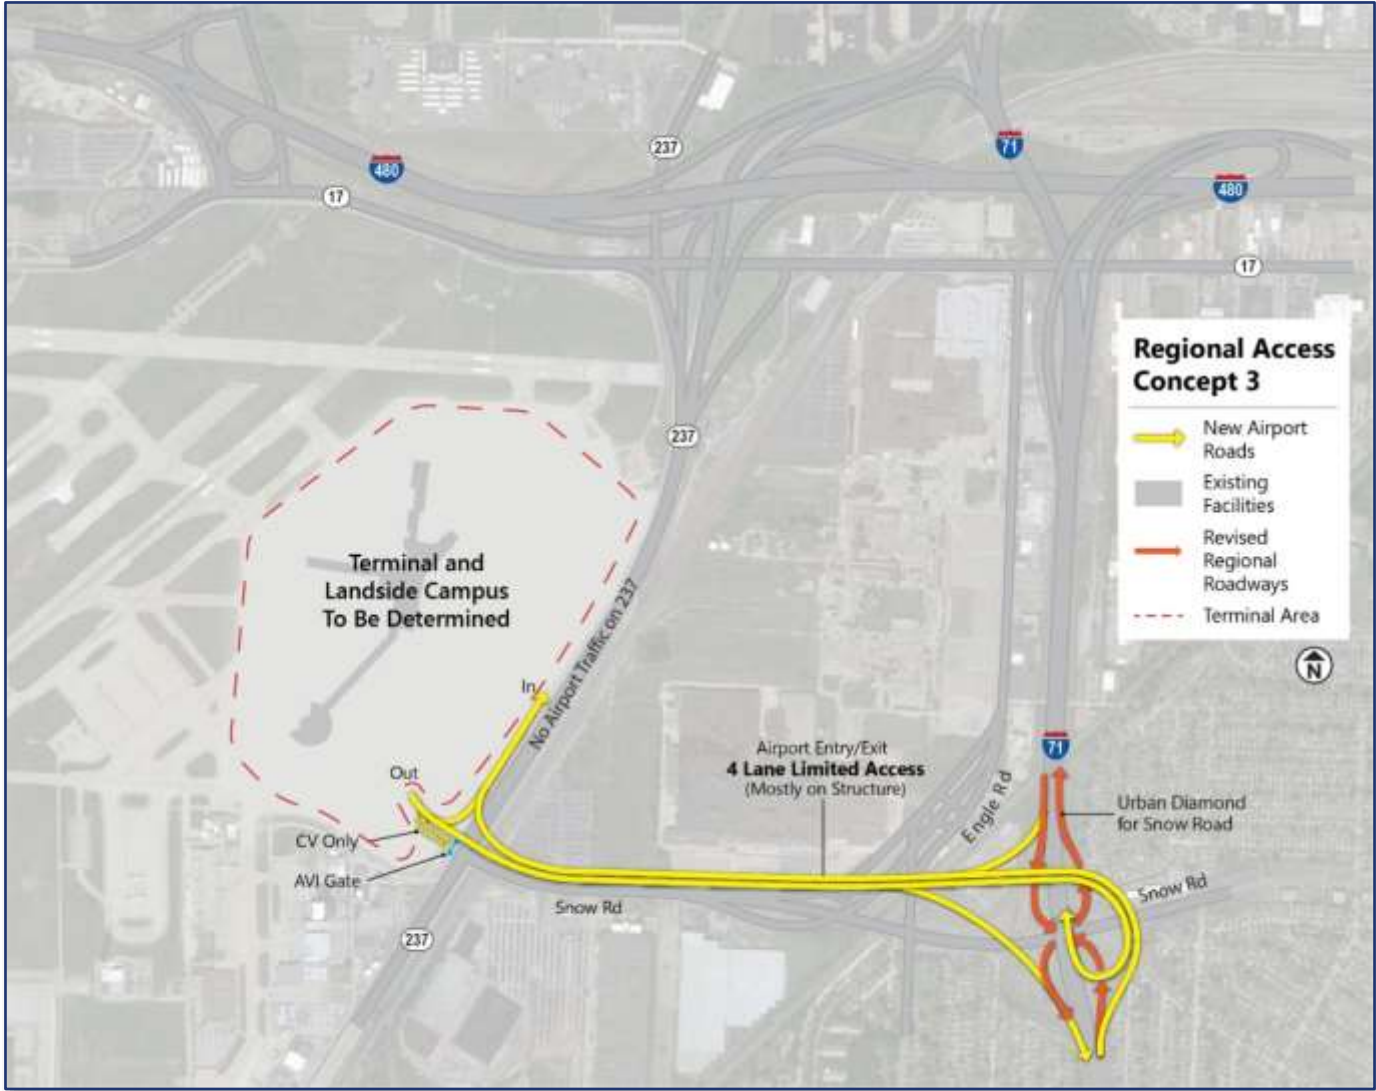 237
71
480
480
17
17
Regional Access
Concept 3
New Airport
Roads
Existing
Facilities
Revised
Regional
Roadways
Terminal Area
N
237
Terminal and
Landside Campus
To Be Determined
No Airport Traffic on 237
In
Out
CV Only
AVI Gate
Airport Entry/Exit
4 Lane Limited Access
(Mostly on Structure)
Engle Rd
71
Urban Diamond
for Snow Road
Snow Rd
Snow Rd
237